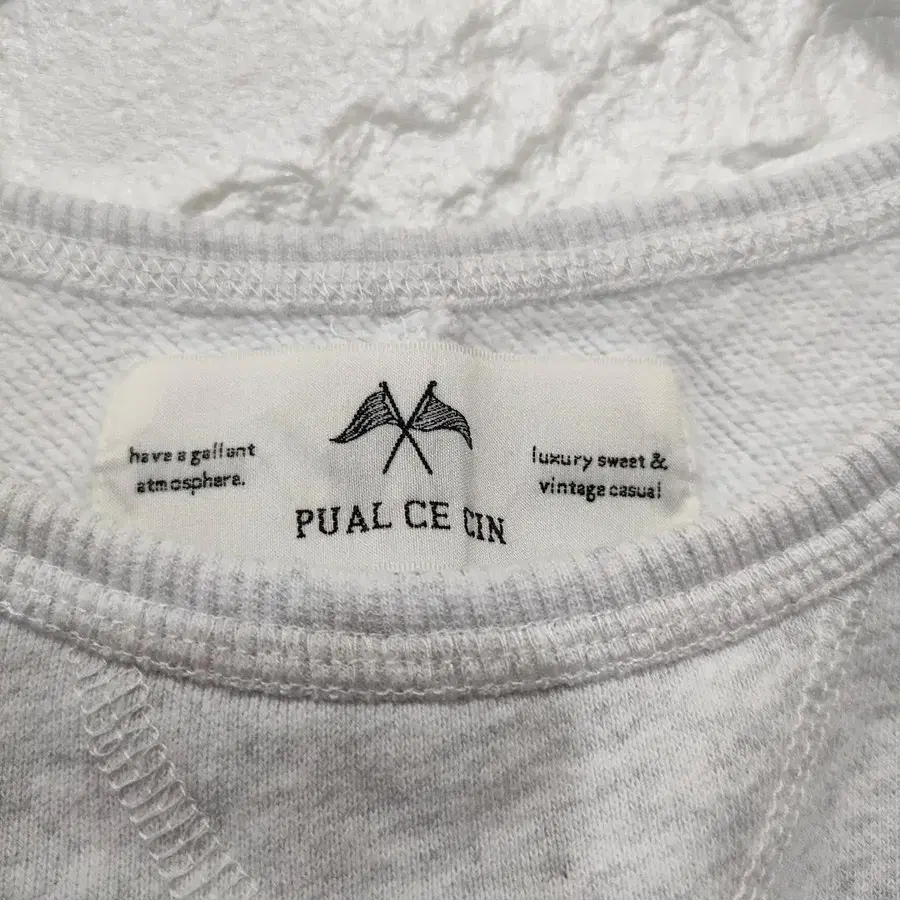 have a gallant
atmosphere.
PUAL CE CIN
luxury sweet &
vintage casual